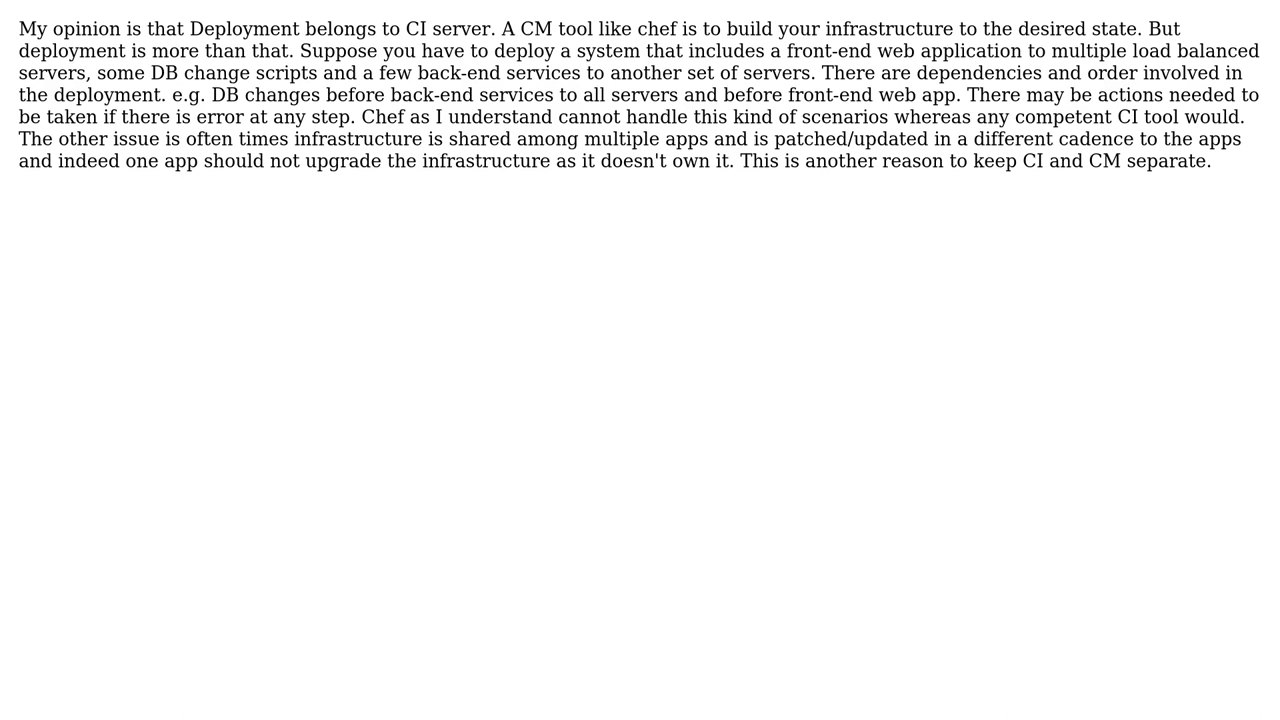 My opinion is that Deployment belongs to CI server. A CM tool like chef is to build your infrastructure to the desired state. But
deployment is more than that. Suppose you have to deploy a system that includes a front-end web application to multiple load balanced
servers, some DB change scripts and a few back-end services to another set of servers. There are dependencies and order involved in
the deployment. e.g. DB changes before back-end services to all servers and before front-end web app. There may be actions needed to
be taken if there is error at any step. Chef as I understand cannot handle this kind of scenarios whereas any competent CI tool would.
The other issue is often times infrastructure is shared among multiple apps and is patched/updated in a different cadence to the apps
and indeed one app should not upgrade the infrastructure as it doesn't own it. This is another reason to keep CI and CM separate.